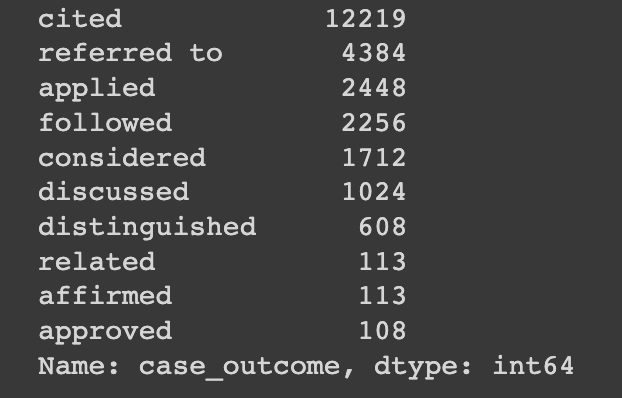 cited 12219
referred to 4384
applied 2448
followed 2256
considered 1712
discussed 1024
distinguished 608
related 113
affirmed 113
approved 108
Name: case_outcome, dtype: int64